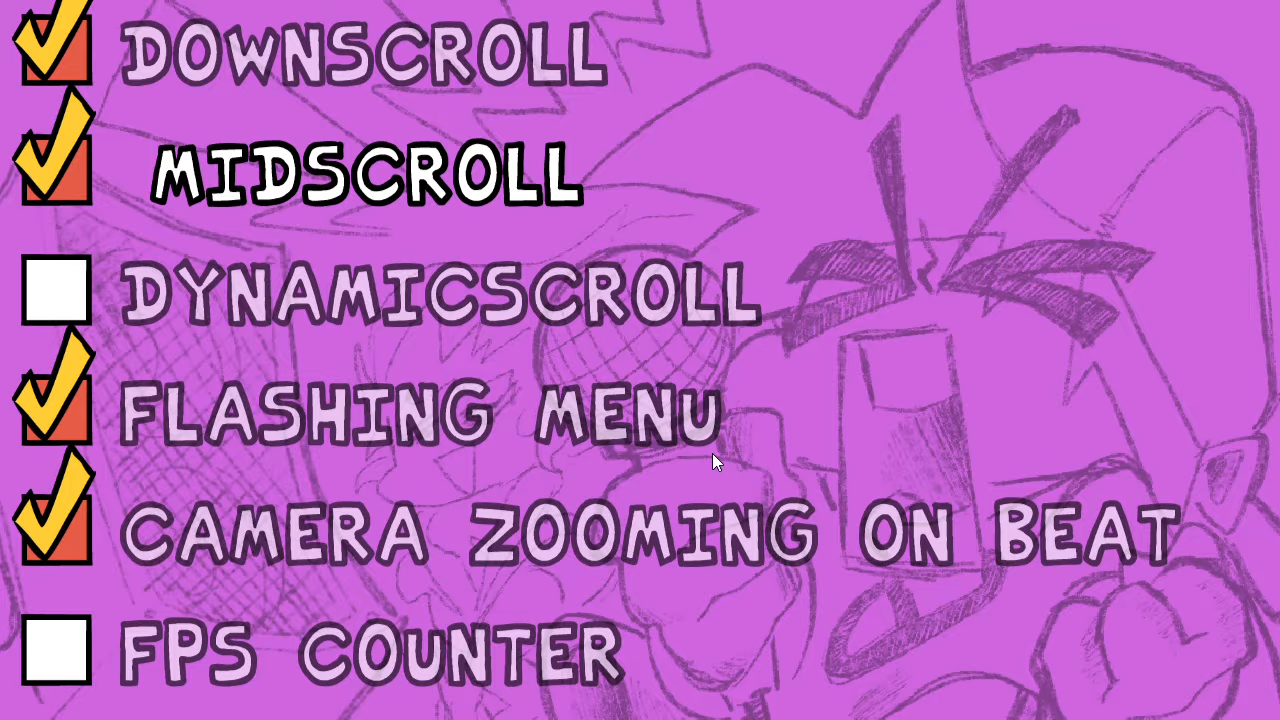 DOWNSCROLL
MIDSCROLL
DYNAMICSCROLL
FLASHING MENU
CAMERA ZOOMING ON BEAT
FPS COUNTER